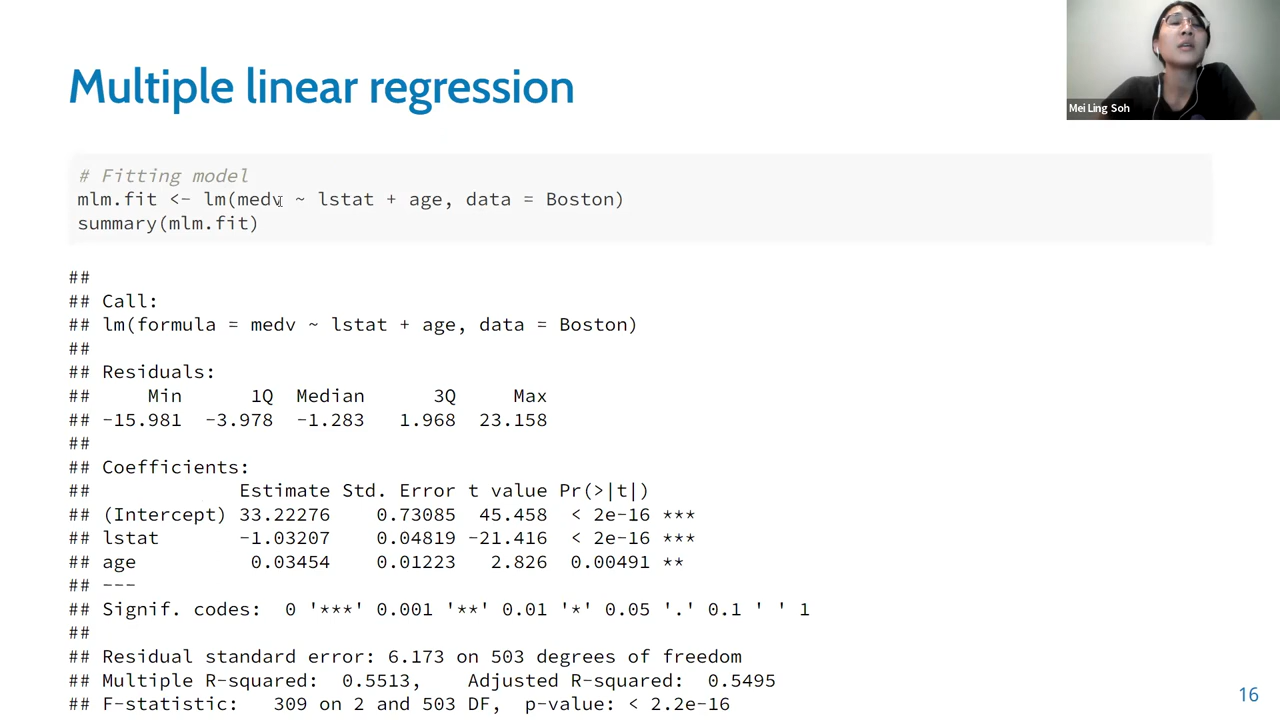 Multiple linear regression
Mei Ling Soh
# Fitting model
mlm.fit <- lm(medv ~ lstat + age, data = Boston)
summary(mlm.fit)
##
## Call:
## lm(formula = medv ~ lstat + age, data = Boston)
##
## Residuals:
##     Min      1Q  Median      3Q     Max
## -15.981  -3.978  -1.283   1.968  23.158
##
## Coefficients:
##             Estimate Std. Error t value Pr(>|t|)
## (Intercept) 33.22276    0.73085  45.458  < 2e-16 ***
## lstat       -1.03207    0.04819 -21.416  < 2e-16 ***
## age          0.03454    0.01223   2.826  0.00491 **
## ---
## Signif. codes:  0 '***' 0.001 '**' 0.01 '*' 0.05 '.' 0.1 ' ' 1
##
## Residual standard error: 6.173 on 503 degrees of freedom
## Multiple R-squared:  0.5513,    Adjusted R-squared:  0.5495
## F-statistic:   309 on 2 and 503 DF,  p-value: < 2.2e-16
16